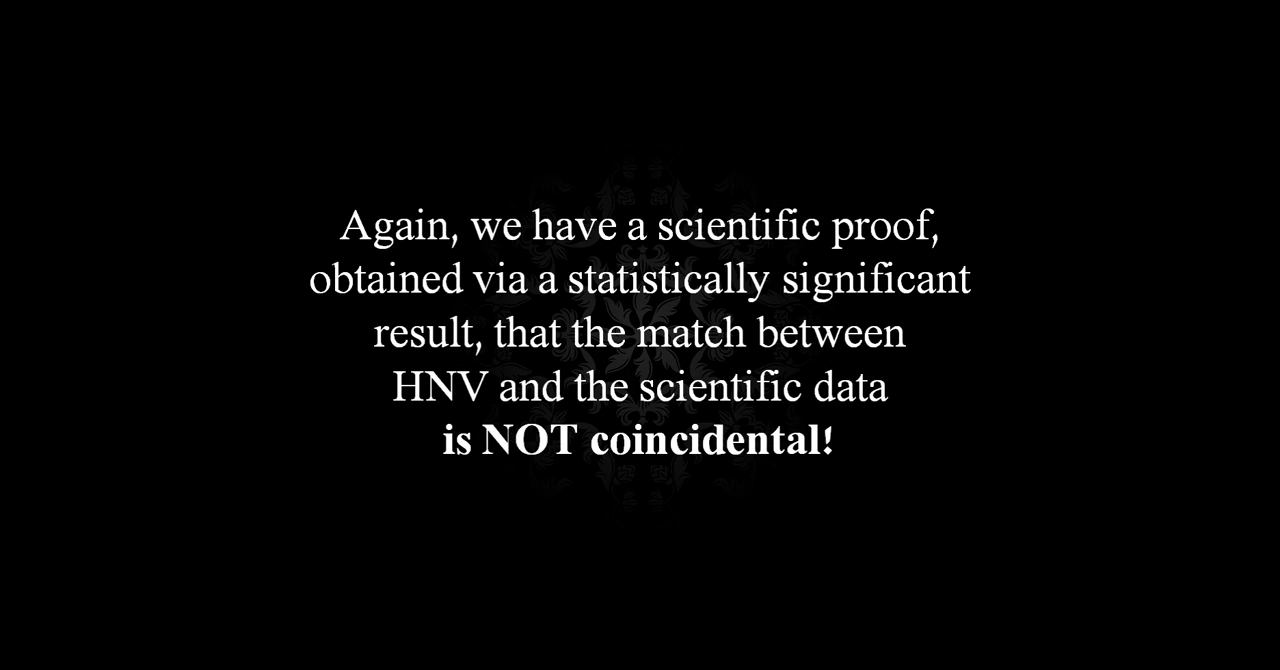 Again, we have a scientific proof,
obtained via a statistically significant
result, that the match between
HNV and the scientific data
is NOT coincidental!